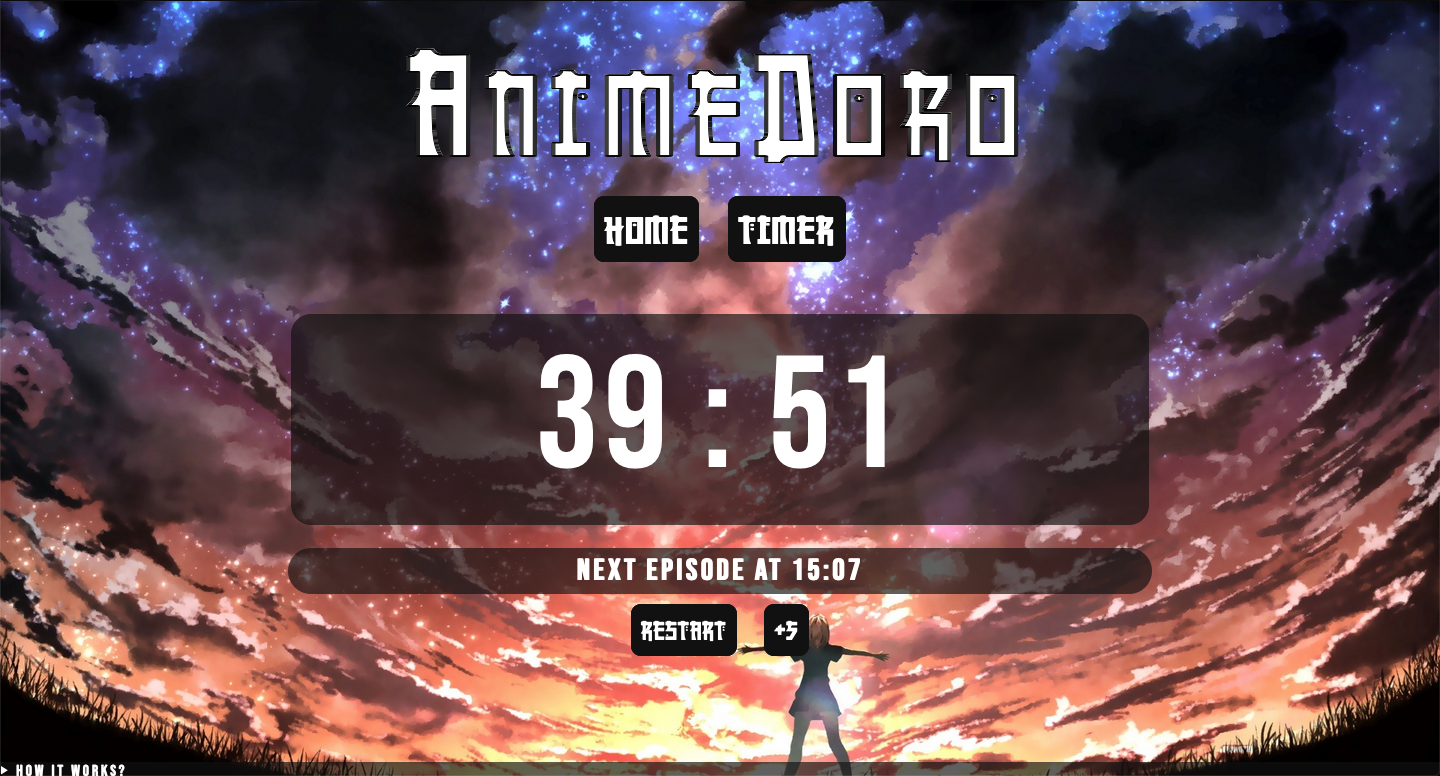 AnimeDoro
HOME TIMER
39 : 51
NEXT EPISODE AT 15:07
RESTART +5
▶ HOW IT WORKS?